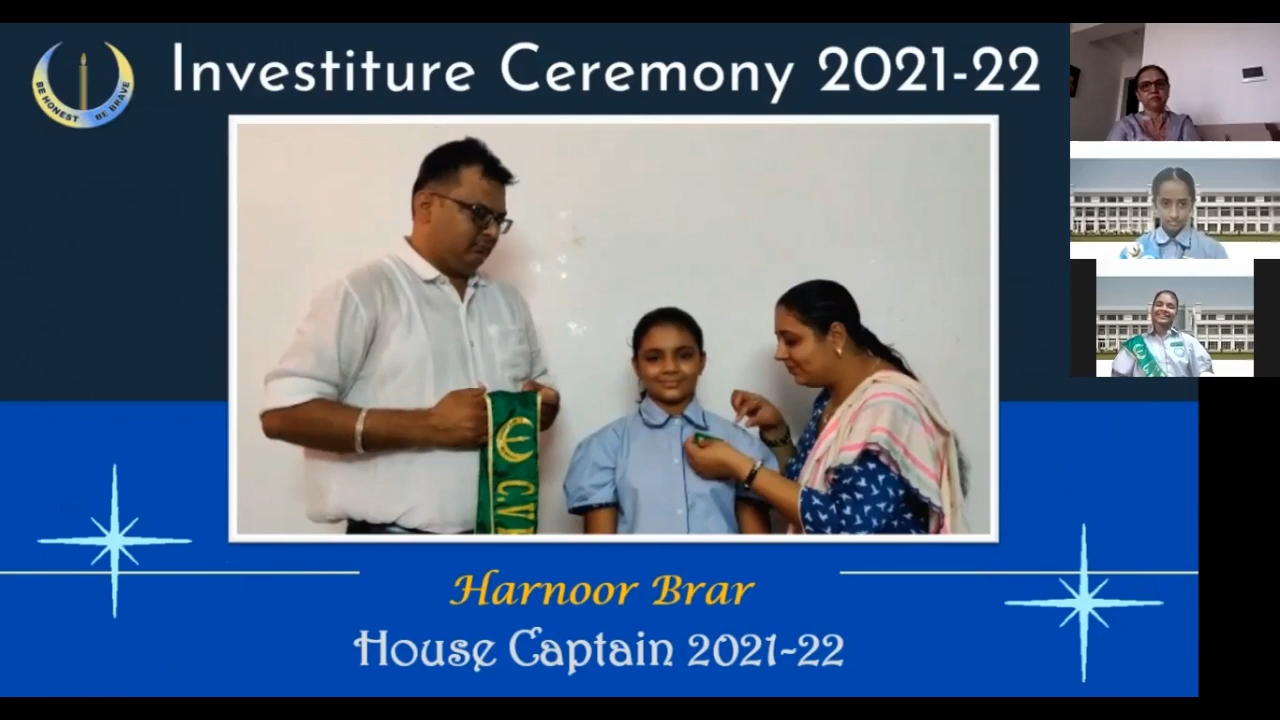 Investiture Ceremony 2021-22
BE HONEST BE BRAVE
C.V.
Harnoor Brar
House Captain 2021-22